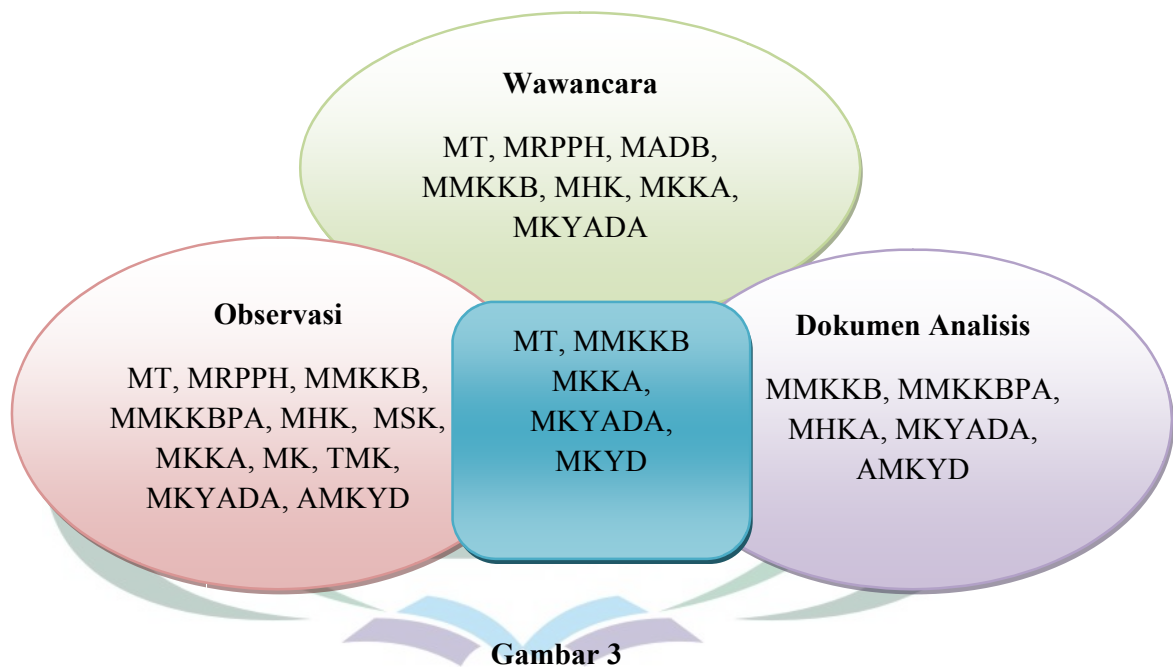 Wawancara
MT, MRPPH, MADB,
MMKKB, MHK, MKKA,
MKYADA
Observasi
MT, MRPPH, MMKKB,
MMKKBPA, MHK, MSK,
MKKA, MK, TMK,
MKYADA, AMKYD
MT, MMKKB
MKKA,
MKYADA,
MKYD
Dokumen Analisis
MMKKB, MMKKBPA,
MHKA, MKYADA,
AMKYD
Gambar 3